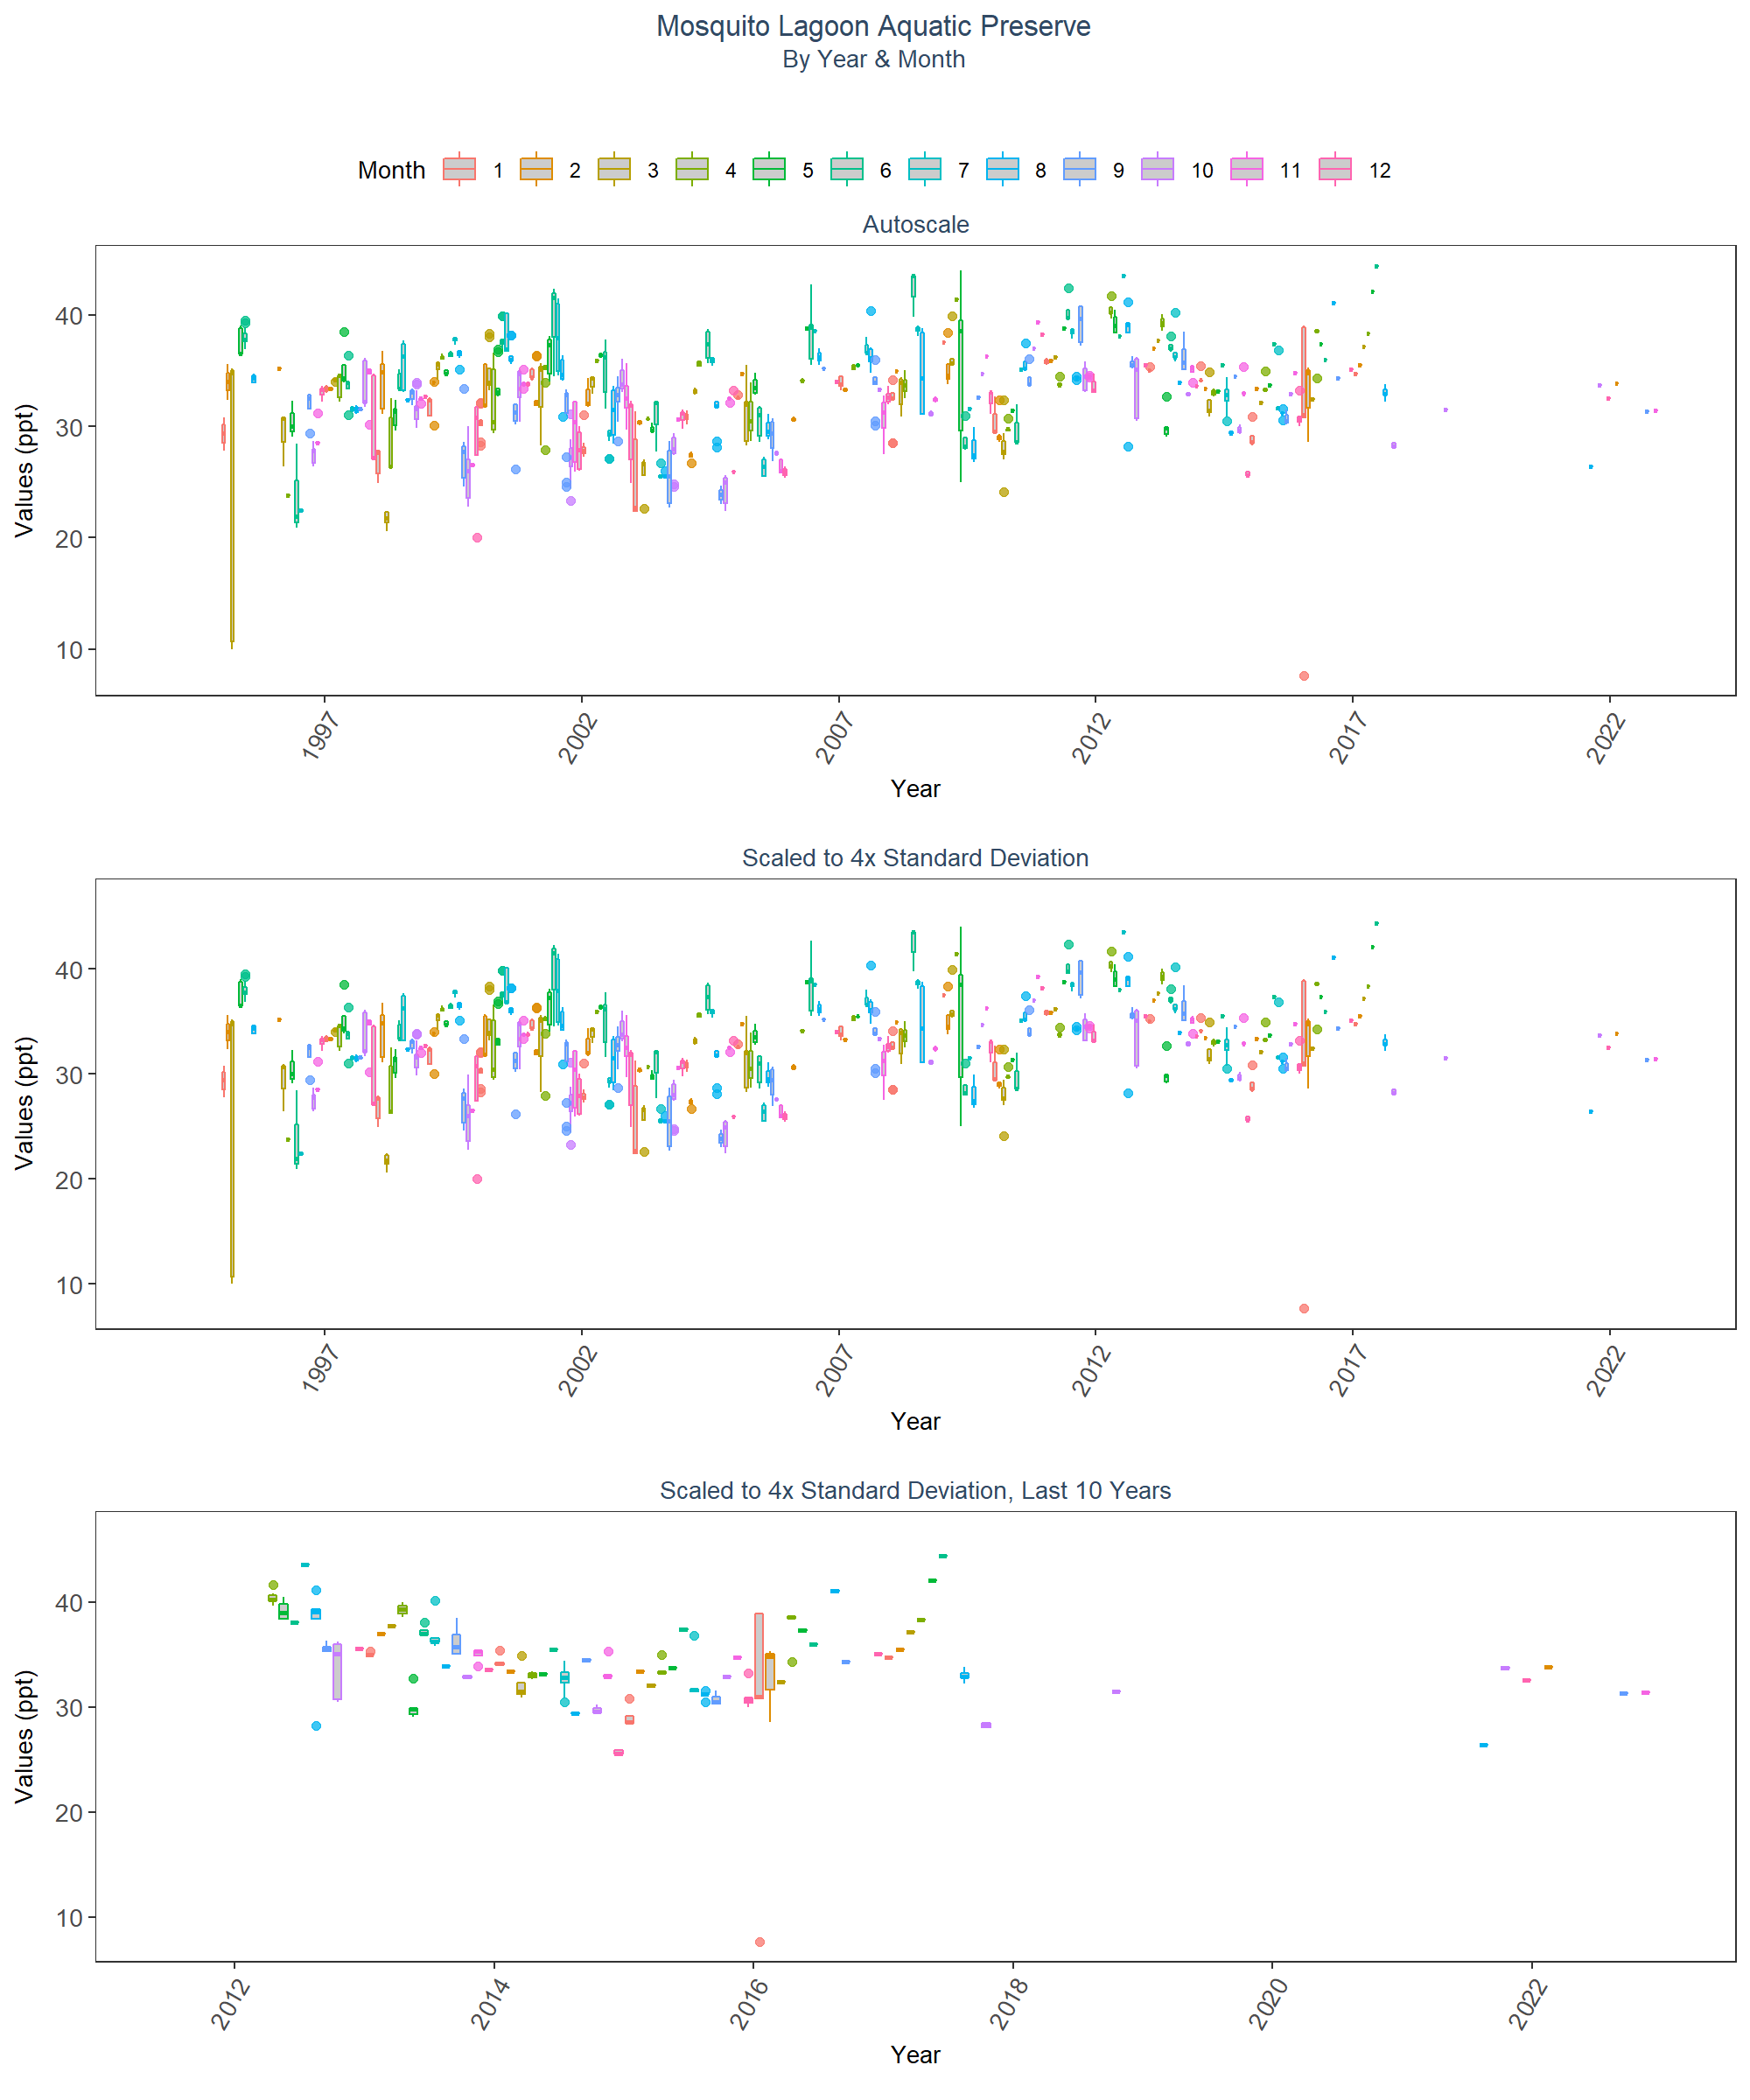 Mosquito Lagoon Aquatic Preserve
By Year & Month
Month 1 2 3 4 5 6 7 8 9 10 11 12
Autoscale
Values (ppt)
40
30
20
10
1997 2002 2007 2012 2017 2022
Year
Scaled to 4x Standard Deviation
Values (ppt)
40
30
20
10
1997 2002 2007 2012 2017 2022
Year
Scaled to 4x Standard Deviation, Last 10 Years
Values (ppt)
40
30
20
10
2012 2014 2016 2018 2020 2022
Year